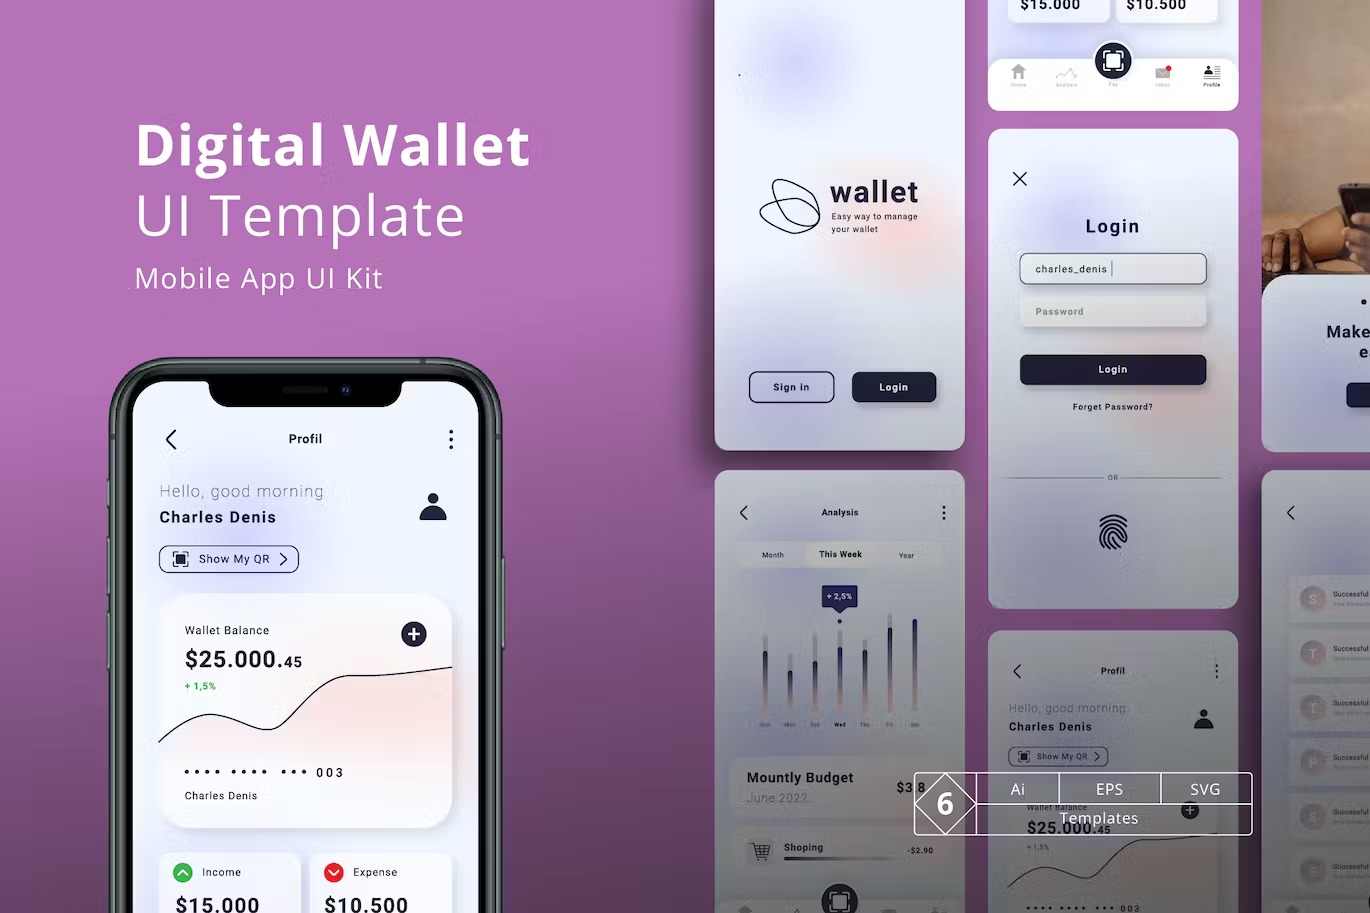 Digital Wallet
UI Template
Mobile App UI Kit
Profil
Hello, good morning
Charles Denis
Show My QR
Wallet Balance
$25.000.45
+ 1,5%
•••• •••• ••• 003
Charles Denis
Income
$15.000
Expense
$10.500
wallet
Easy way to manage
your wallet
Sign in
Login
Analysis
Month
This Week
Year
+ 2,5%
Sun Mon Tue Wed Thu Fri Sat
Mountly Budget
June 2022
$3.8
Shoping
-$2.90
$15.000
$10.500
Home
Analysis
Pay
Inbox
Profile
Login
charles_denis
Password
Login
Forget Password?
OR
Profil
Hello, good morning
Charles Denis
Show My QR
Wallet Balance
$25.000.45
+ 1,5%
•••• •••• ••• 003
6
Ai
EPS
SVG
Templates
Make
S
Successful
T
Successful
T
Successful
P
Successful
S
Successful
E
Successful